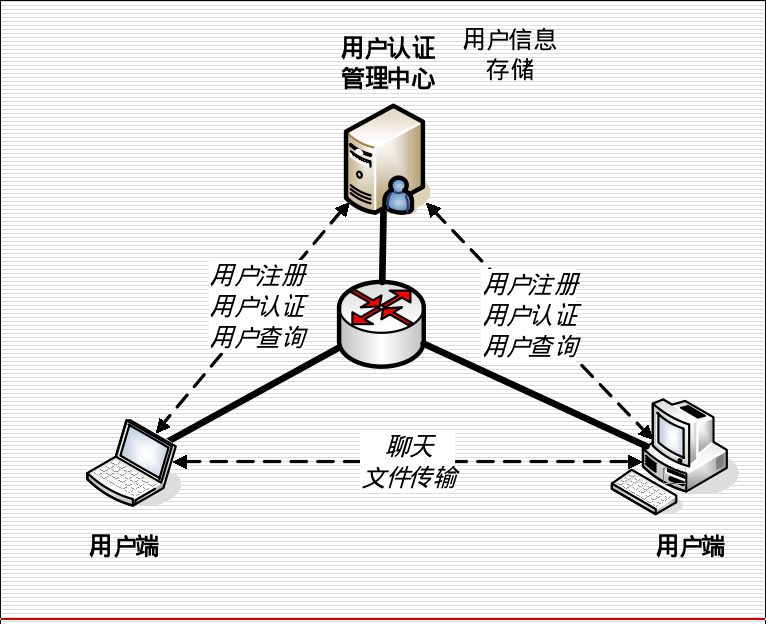 用户认证
管理中心
用户信息
存储
用户注册
用户认证
用户查询
用户注册
用户认证
用户查询
聊天
文件传输
用户端
用户端